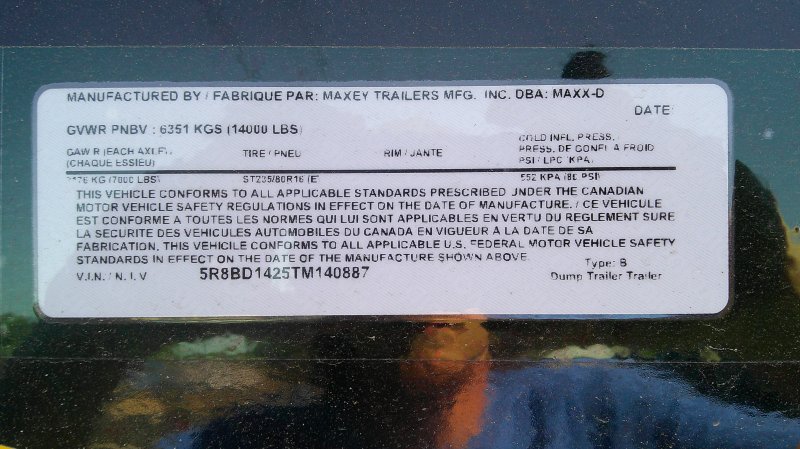 MANUFACTURED BY / FABRIQUE PAR: MAXEY TRAILERS MFG. INC. DBA: MAXX-D
DATE:
GVWR PNBV : 6351 KGS (14000 LBS)
GAWR (EACH AXLE) TIRE / PNEU RIM / JANTE COLD INFL. PRESS. /
(CHAQUE ESSIEU) PRESS. DE GONFL A FROID
PSI / LPC (KPA)
KG (7000 LBS) ST235/80R16 (E) 552 KPA PSI
THIS VEHICLE CONFORMS TO ALL APPLICABLE STANDARDS PRESCRIBED UNDER THE CANADIAN
MOTOR VEHICLE SAFETY REGULATIONS IN EFFECT ON THE DATE OF MANUFACTURE. / CE VEHICULE
EST CONFORME A TOUTES LES NORMES QUI LUI SONT APPLICABLES EN VERTU DU REGLEMENT SURE
LA SECURITE DES VEHICULES AUTOMOBILES DU CANADA EN VIGUEUR A LA DATE DE SA
FABRICATION. THIS VEHICILE CONFORMS TO ALL APPLICABLE U.S. FEDERAL MOTOR VEHICLE SAFETY
STANDARDS IN EFFECT ON THE DATE OF THE MANUFACTURE SHOWN ABOVE.
V.I.N. / N.I.V 5R8BD1425TM140887 Type: B
Dump Trailer Trailer